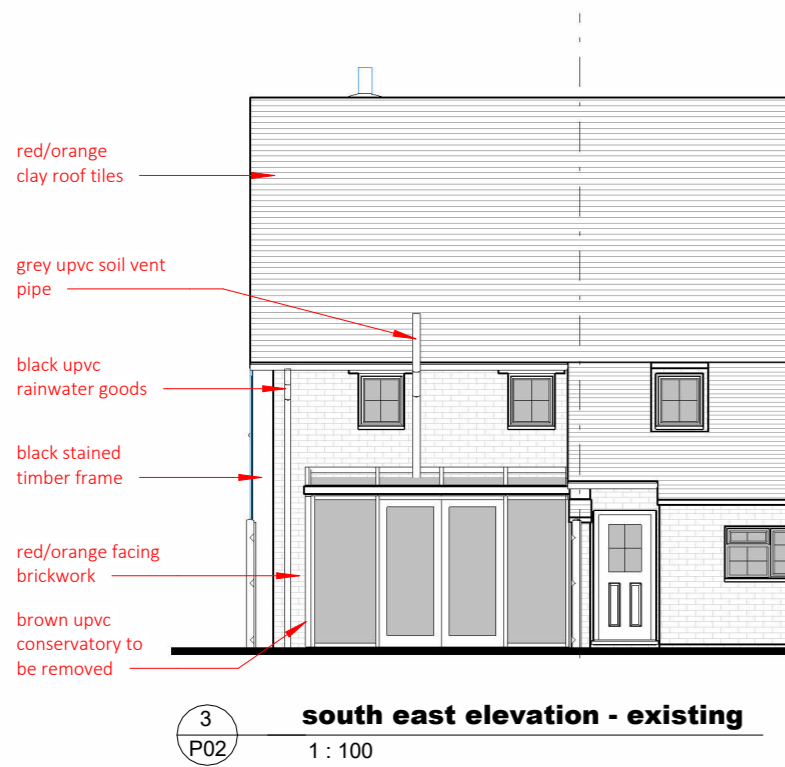 red/orange
clay roof tiles
grey upvc soil vent
pipe
black upvc
rainwater goods
black stained
timber frame
red/orange facing
brickwork
brown upvc
conservatory to
be removed
3
P02
south east elevation - existing
1 : 100